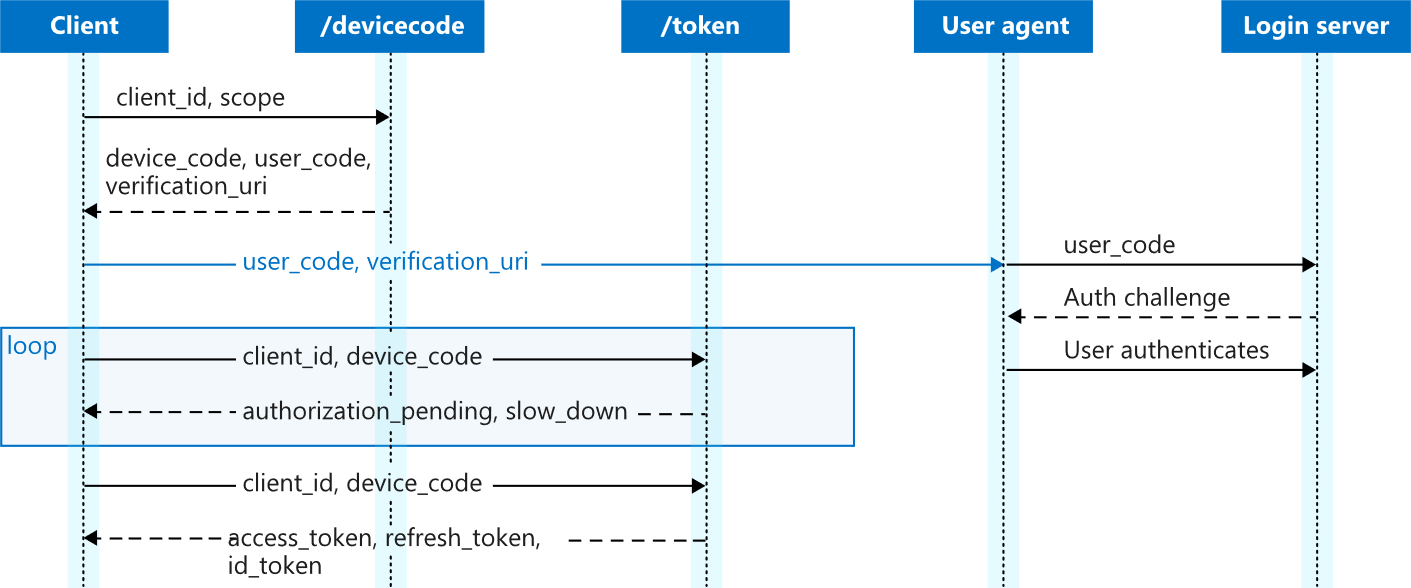 Client
/devicecode
/token
User agent
Login server
client_id, scope
device_code, user_code,
verification_uri
user_code, verification_uri
user_code
Auth challenge
loop
client_id, device_code
User authenticates
authorization_pending, slow_down
client_id, device_code
access_token, refresh_token,
id_token